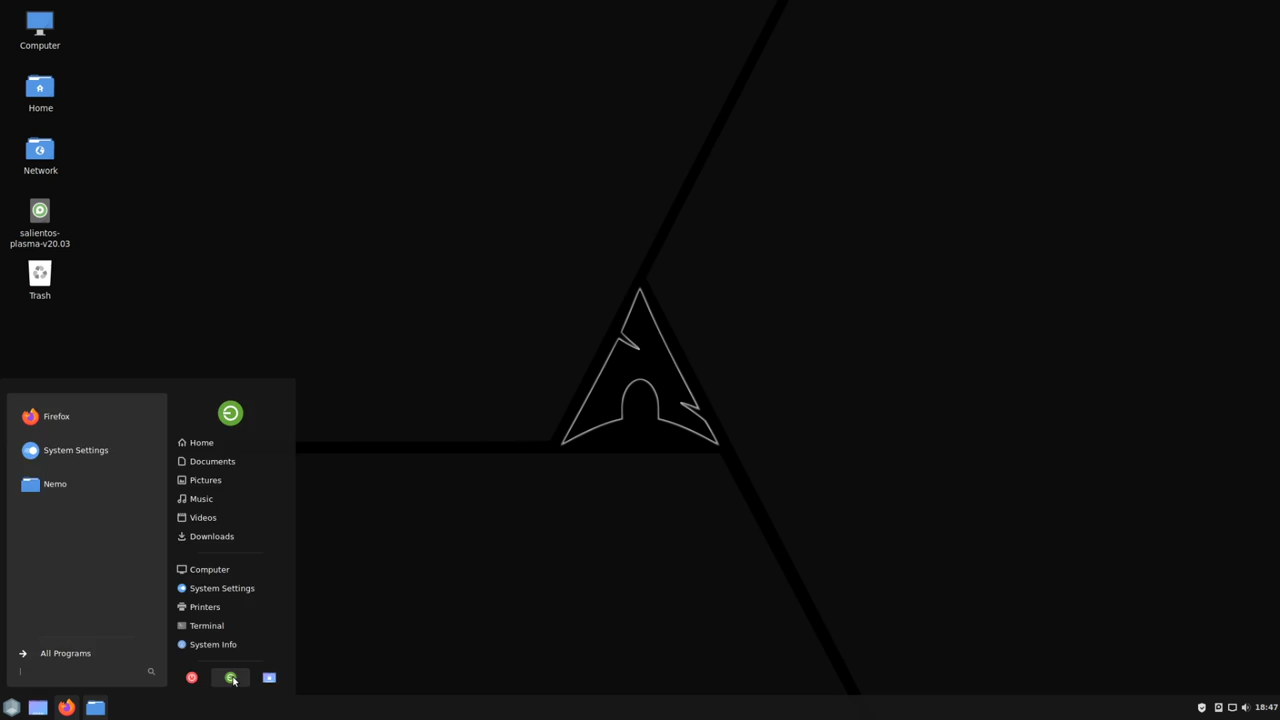 Computer
Home
Network
salientos-
plasma-v20.03
Trash
Firefox
System Settings
Nemo
All Programs
Home
Documents
Pictures
Music
Videos
Downloads
Computer
System Settings
Printers
Terminal
System Info
18:47